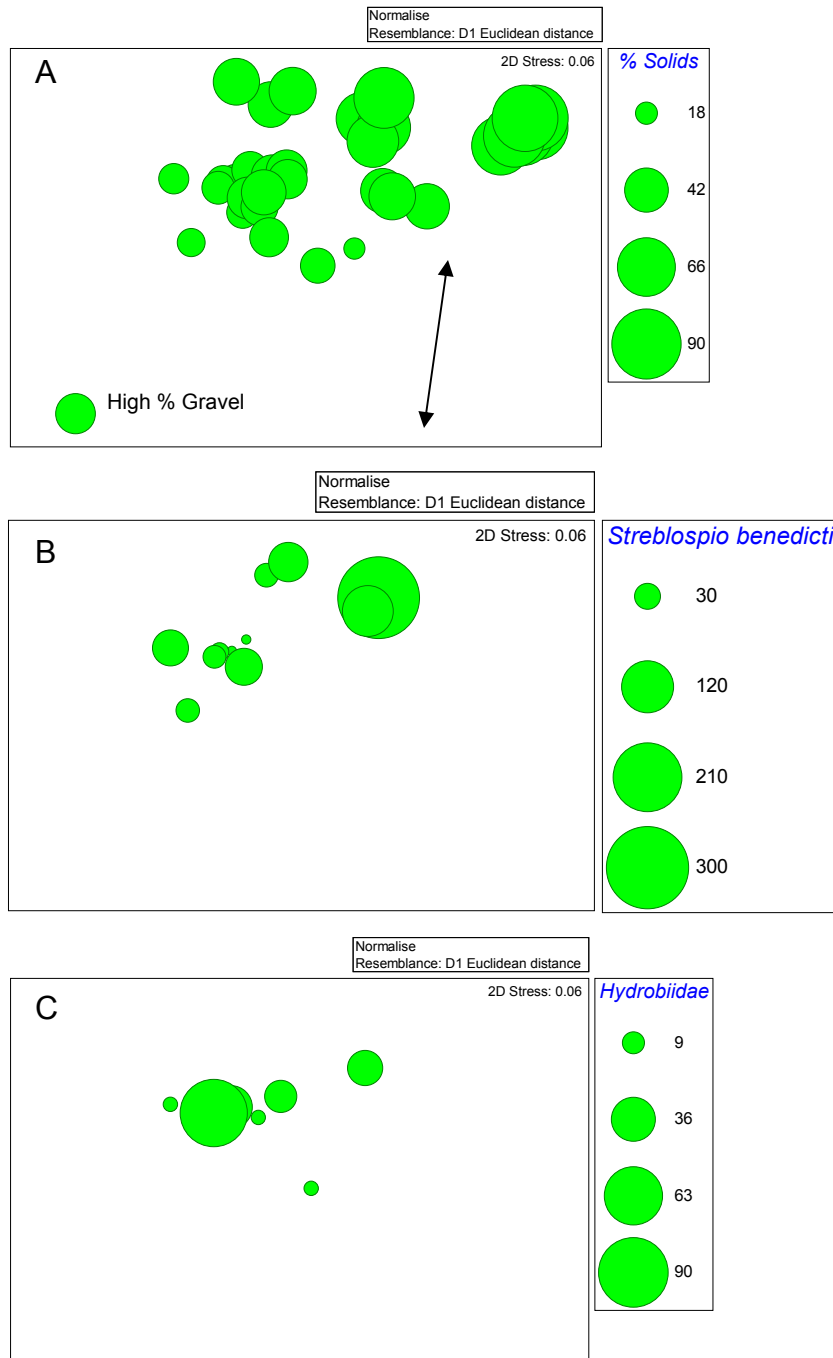 Normalise
Resemblance: D1 Euclidean distance
A
2D Stress: 0.06
% Solids
18
42
66
90
High % Gravel
Normalise
Resemblance: D1 Euclidean distance
B
2D Stress: 0.06
Streblospio benedicti
30
120
210
300
Normalise
Resemblance: D1 Euclidean distance
C
2D Stress: 0.06
Hydrobiidae
9
36
63
90